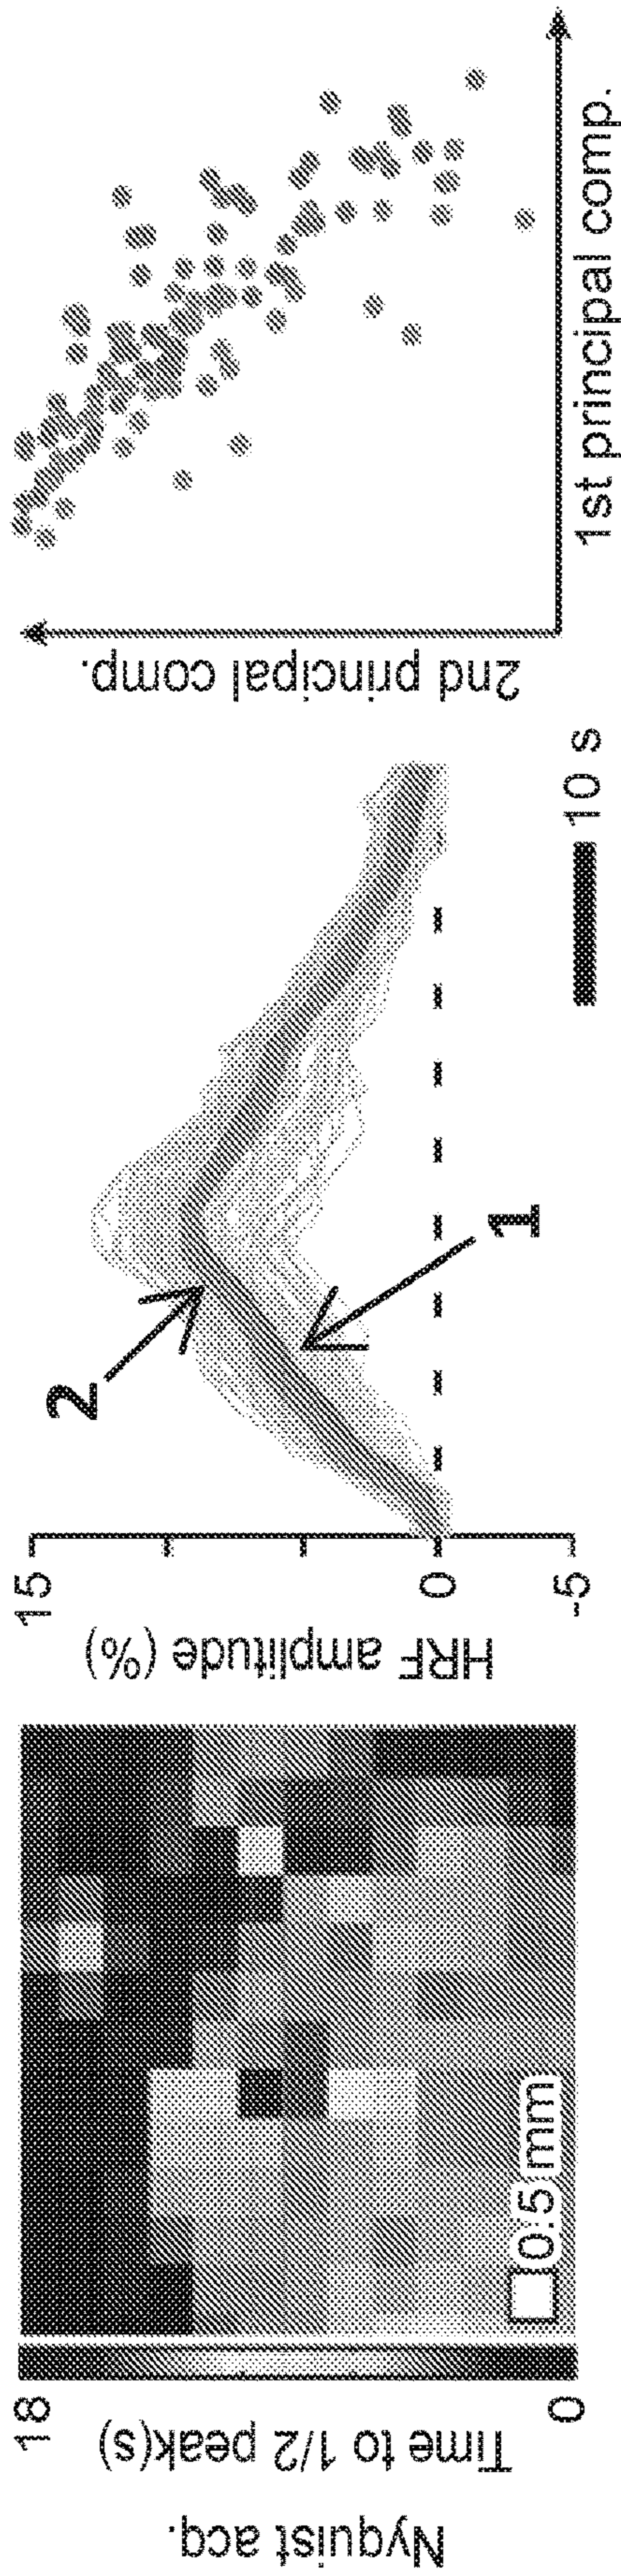 Nyquist acq.
Time to 1/2 peak(s)
18
0
0.5 mm
HRF amplitude (%)
15
0
-5
2
1
10 s
2nd principal comp.
1st principal comp.